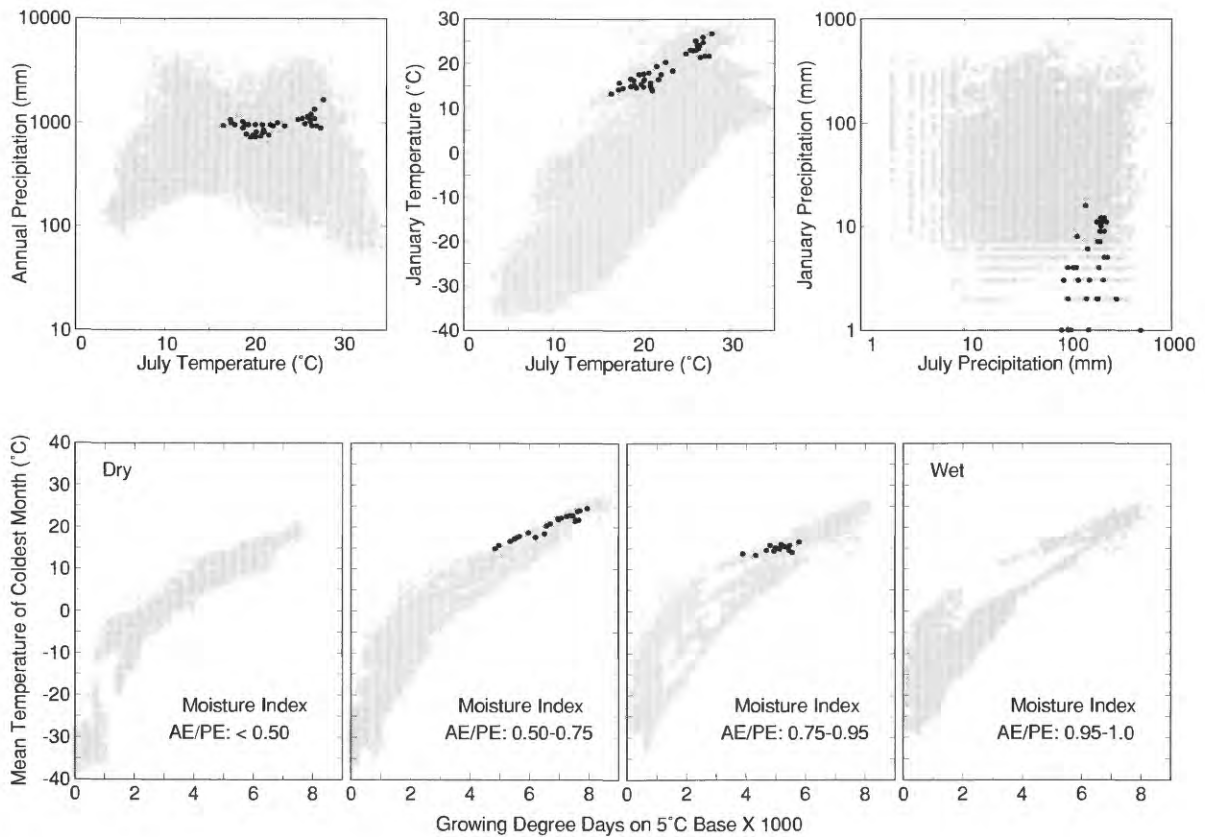 Annual Precipitation (mm)
10000
1000
100
10
0
10
20
30
July Temperature (˚C)
January Temperature (˚C)
30
20
10
0
-10
-20
-30
-40
0
10
20
30
July Temperature (˚C)
January Precipitation (mm)
1000
100
10
1
1
10
100
1000
July Precipitation (mm)
Mean Temperature of Coldest Month (˚C)
40
30
20
10
0
-10
-20
-30
-40
Dry
Moisture Index
AE/PE: < 0.50
0 2 4 6 8
Moisture Index
AE/PE: 0.50-0.75
0 2 4 6 8
Moisture Index
AE/PE: 0.75-0.95
0 2 4 6 8
Wet
Moisture Index
AE/PE: 0.95-1.0
0 2 4 6 8
Growing Degree Days on 5˚C Base X 1000